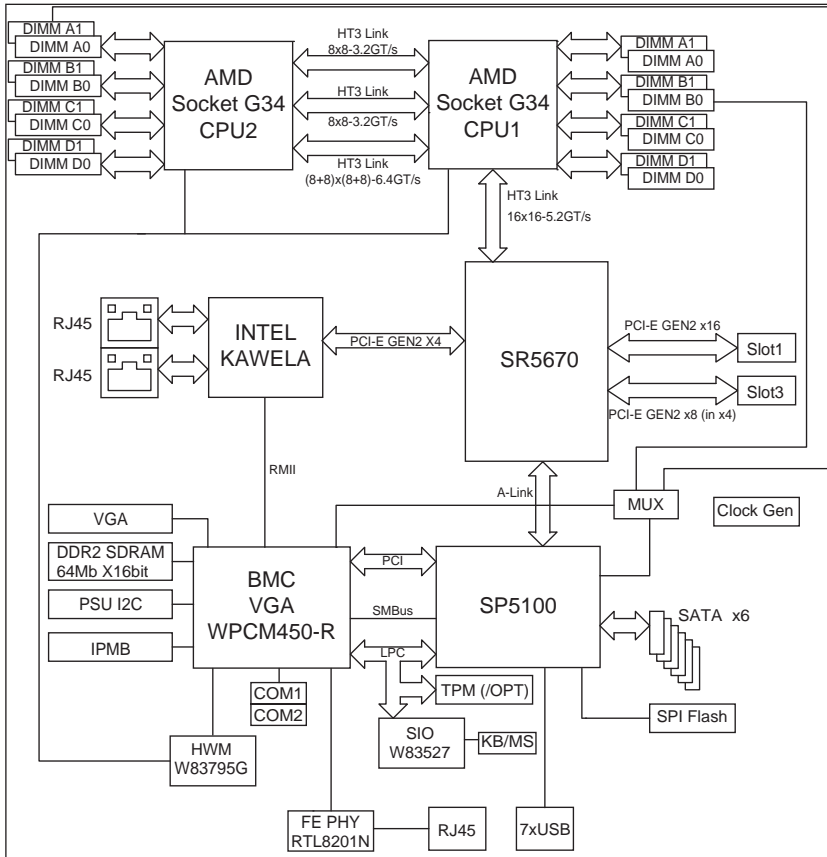 DIMM A1
DIMM A0
DIMM B1
DIMM B0
DIMM C1
DIMM C0
DIMM D1
DIMM D0
AMD
Socket G34
CPU2
HT3 Link
8x8-3.2GT/s
HT3 Link
8x8-3.2GT/s
HT3 Link
(8+8)x(8+8)-6.4GT/s
AMD
Socket G34
CPU1
DIMM A1
DIMM A0
DIMM B1
DIMM B0
DIMM C1
DIMM C0
DIMM D1
DIMM D0
HT3 Link
16x16-5.2GT/s
RJ45
RJ45
INTEL
KAWELA
PCI-E GEN2 X4
SR5670
PCI-E GEN2 x16
Slot1
Slot3
PCI-E GEN2 x8 (in x4)
RMII
A-Link
MUX
Clock Gen
VGA
DDR2 SDRAM
64Mb X16bit
PSU I2C
IPMB
BMC
VGA
WPCM450-R
PCI
SMBus
LPC
SP5100
SATA x6
COM1
COM2
TPM (/OPT)
SPI Flash
HWM
W83795G
SIO
W83527
KB/MS
FE PHY
RTL8201N
RJ45
7xUSB